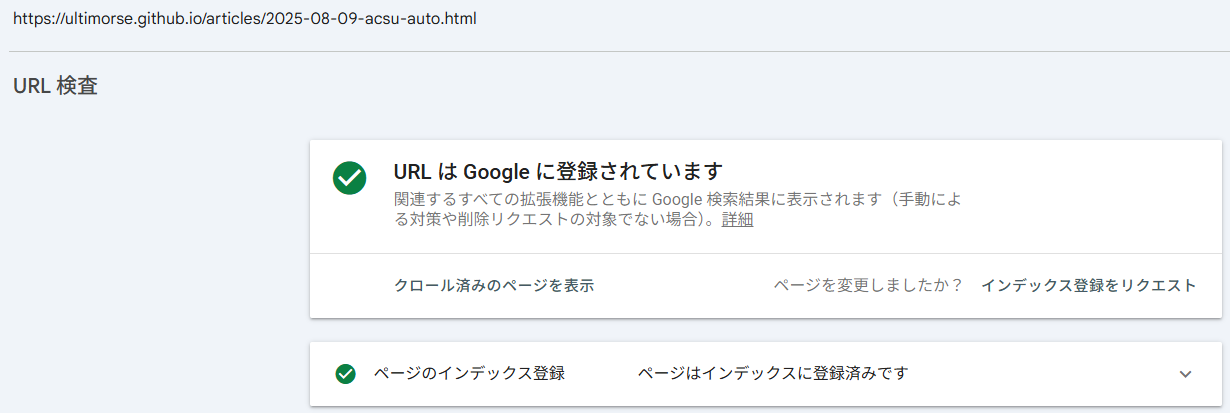 https://ultimorse.github.io/articles/2025-08-09-acsu-auto.html
URL 検査
URL は Google に登録されています
関連するすべての拡張機能とともに Google 検索結果に表示されます（手動によ
る対策や削除リクエストの対象でない場合）。詳細
クロール済みのページを表示
ページを変更しましたか？ インデックス登録をリクエスト
ページのインデックス登録 ページはインデックスに登録済みです